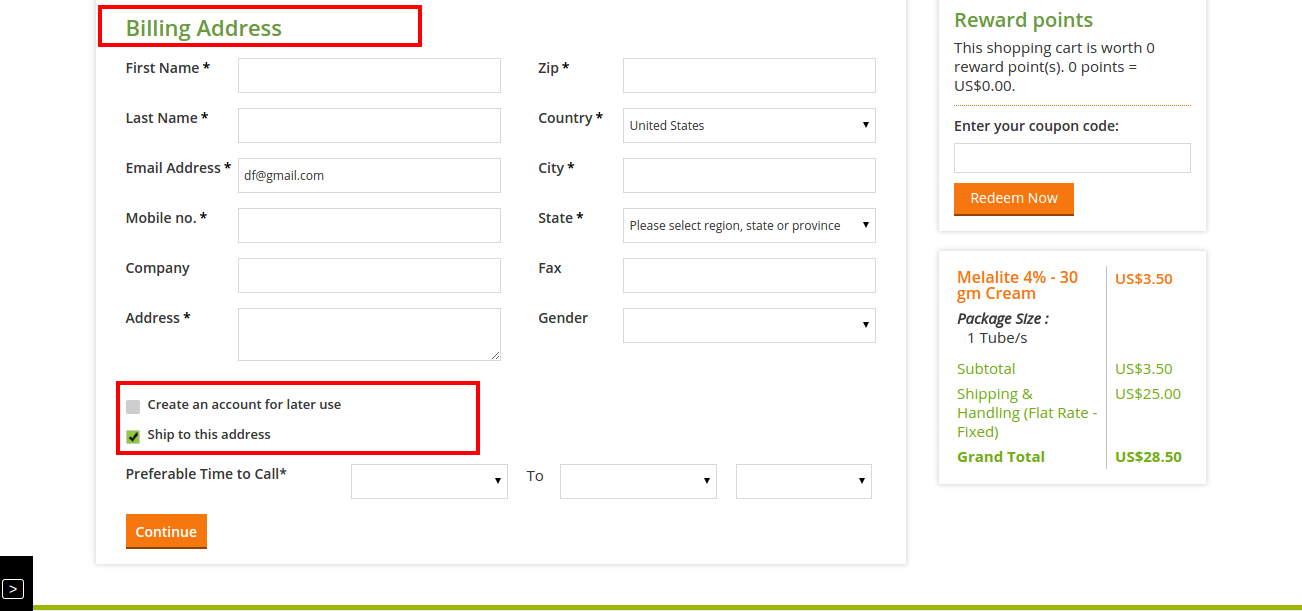 Billing Address
First Name *
Zip *
Last Name *
Country *
United States
Email Address *
df@gmail.com
City *
Mobile no. *
State *
Please select region, state or province
Company
Fax
Address *
Gender
Create an account for later use
Ship to this address
Preferable Time to Call*
To
Continue
>
Reward points
This shopping cart is worth 0
reward point(s). 0 points =
US$0.00.
Enter your coupon code:
Redeem Now
Melalite 4% - 30
gm Cream
US$3.50
Package Size :
1 Tube/s
Subtotal
US$3.50
Shipping &
Handling (Flat Rate -
Fixed)
US$25.00
Grand Total
US$28.50